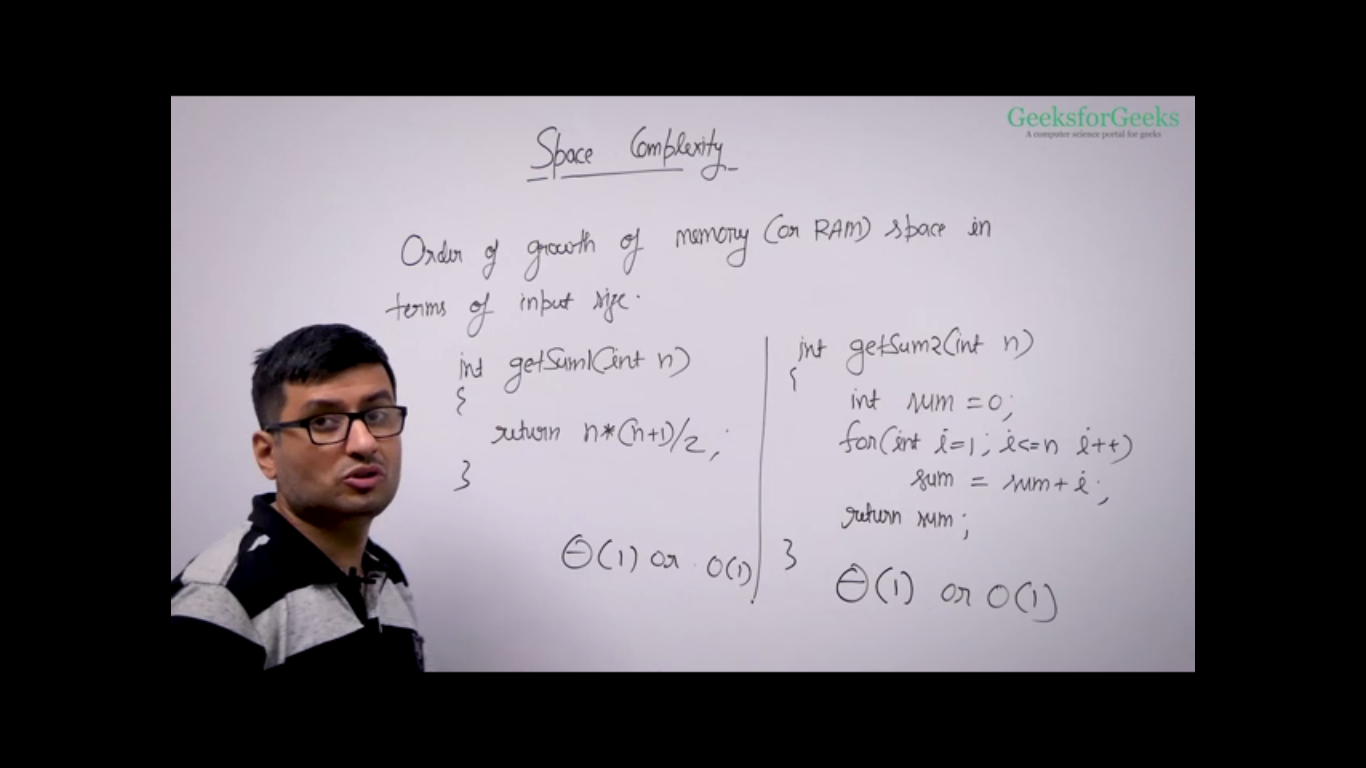 GeeksforGeeks
A computer science portal for geeks
Space Complexity
Order of growth of memory (or RAM) space in
terms of input size.
int getSum1(int n)
{
return n*(n+1)/2;
}
Θ(1) or O(1)
int getSum2(int n)
{
int sum = 0;
for(int i=1; i<=n i++)
sum = sum+i;
return sum;
}
Θ(1) or O(1)